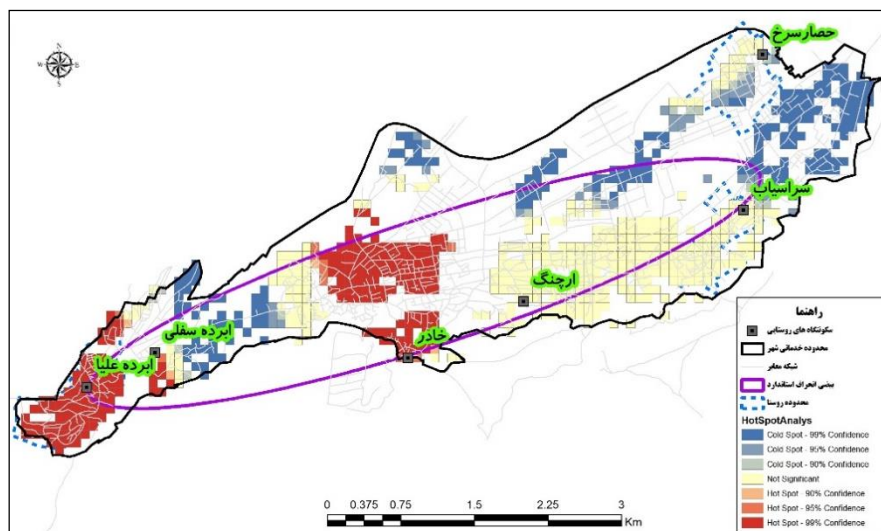 حصارسرخ
N
W
E
S
سراسیاب
ارچنگ
ابرده سفلی
خادر
ابرده علیا
راهنما
سکونتگاه های روستایی
محدوده خدماتی شهر
شبکه معابر
بیضی انحراف استاندارد
محدوده روستا
HotSpotAnalys
Cold Spot - 99% Confidence
Cold Spot - 95% Confidence
Cold Spot - 90% Confidence
Not Significant
Hot Spot - 90% Confidence
Hot Spot - 95% Confidence
Hot Spot - 99% Confidence
0 0.375 0.75 1.5 2.25 3
Km